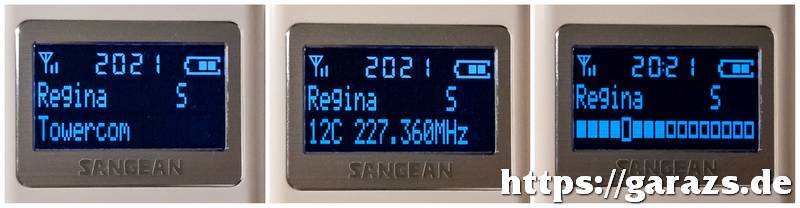 2021
Regina S
Towercom
SANGEAN
2021
Regina S
12C 227.360MHz
SANGEAN
20:21
Regina S
SANGEAN
https://garazs.de